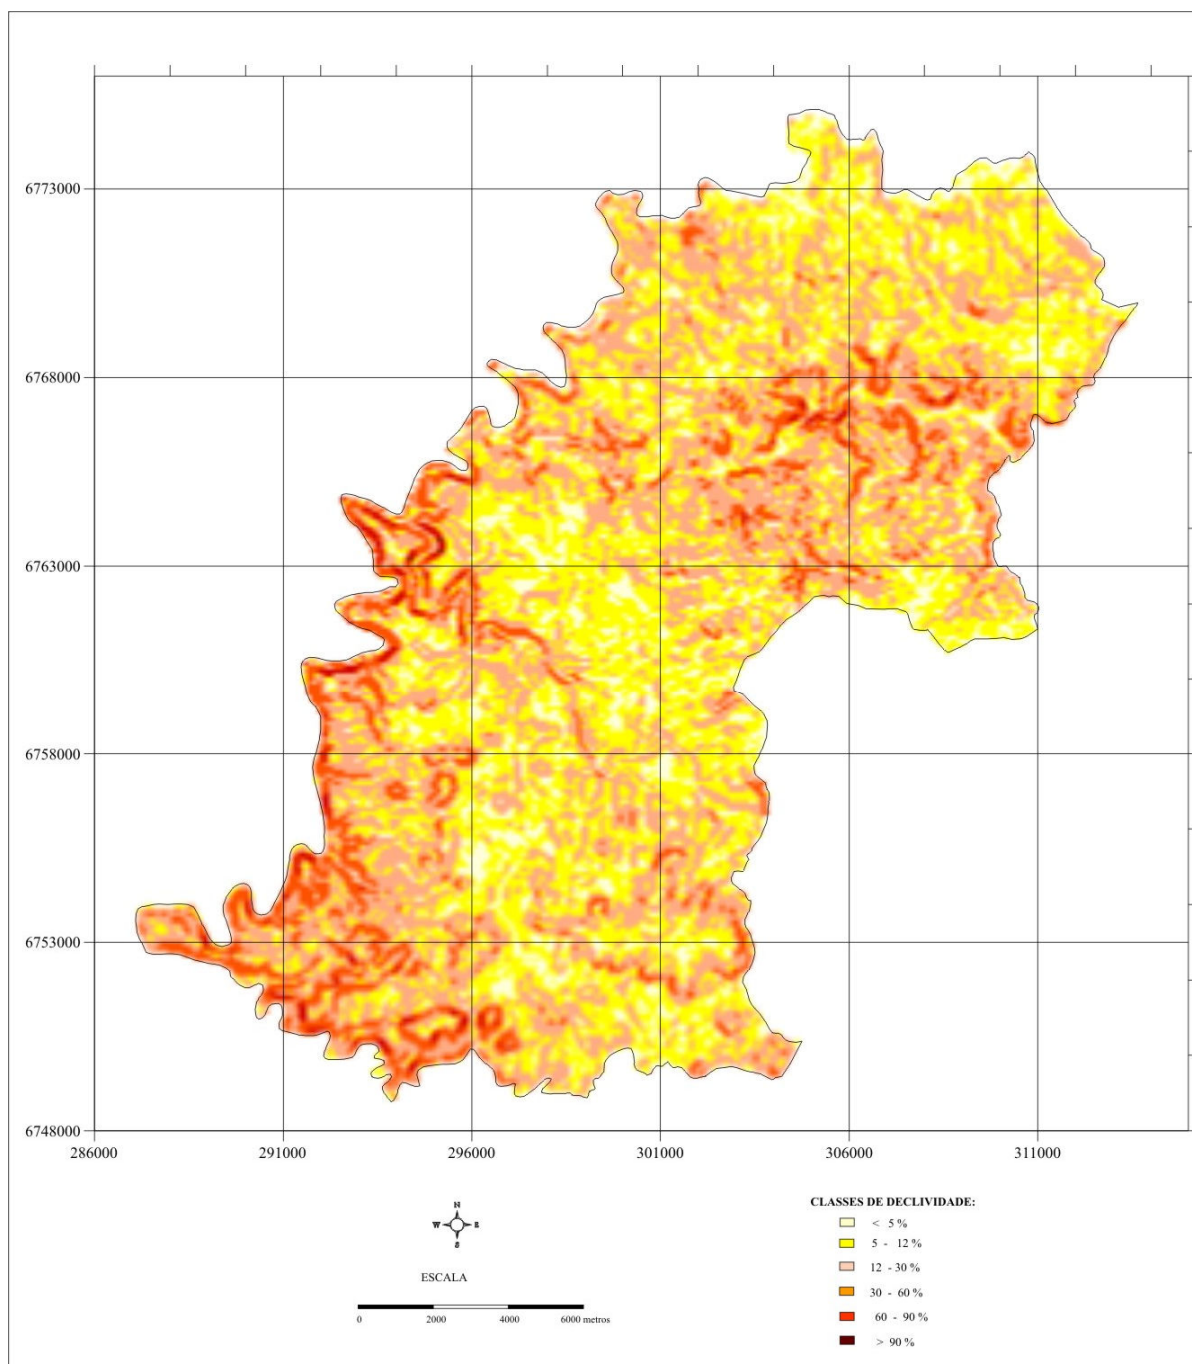 6773000
6768000
6763000
6758000
6753000
6748000
286000 291000 296000 301000 306000 311000
N
W E
S
ESCALA
0 2000 4000 6000 metros
CLASSES DE DECLIVIDADE:
< 5 %
5 - 12 %
12 - 30 %
30 - 60 %
60 - 90 %
> 90 %